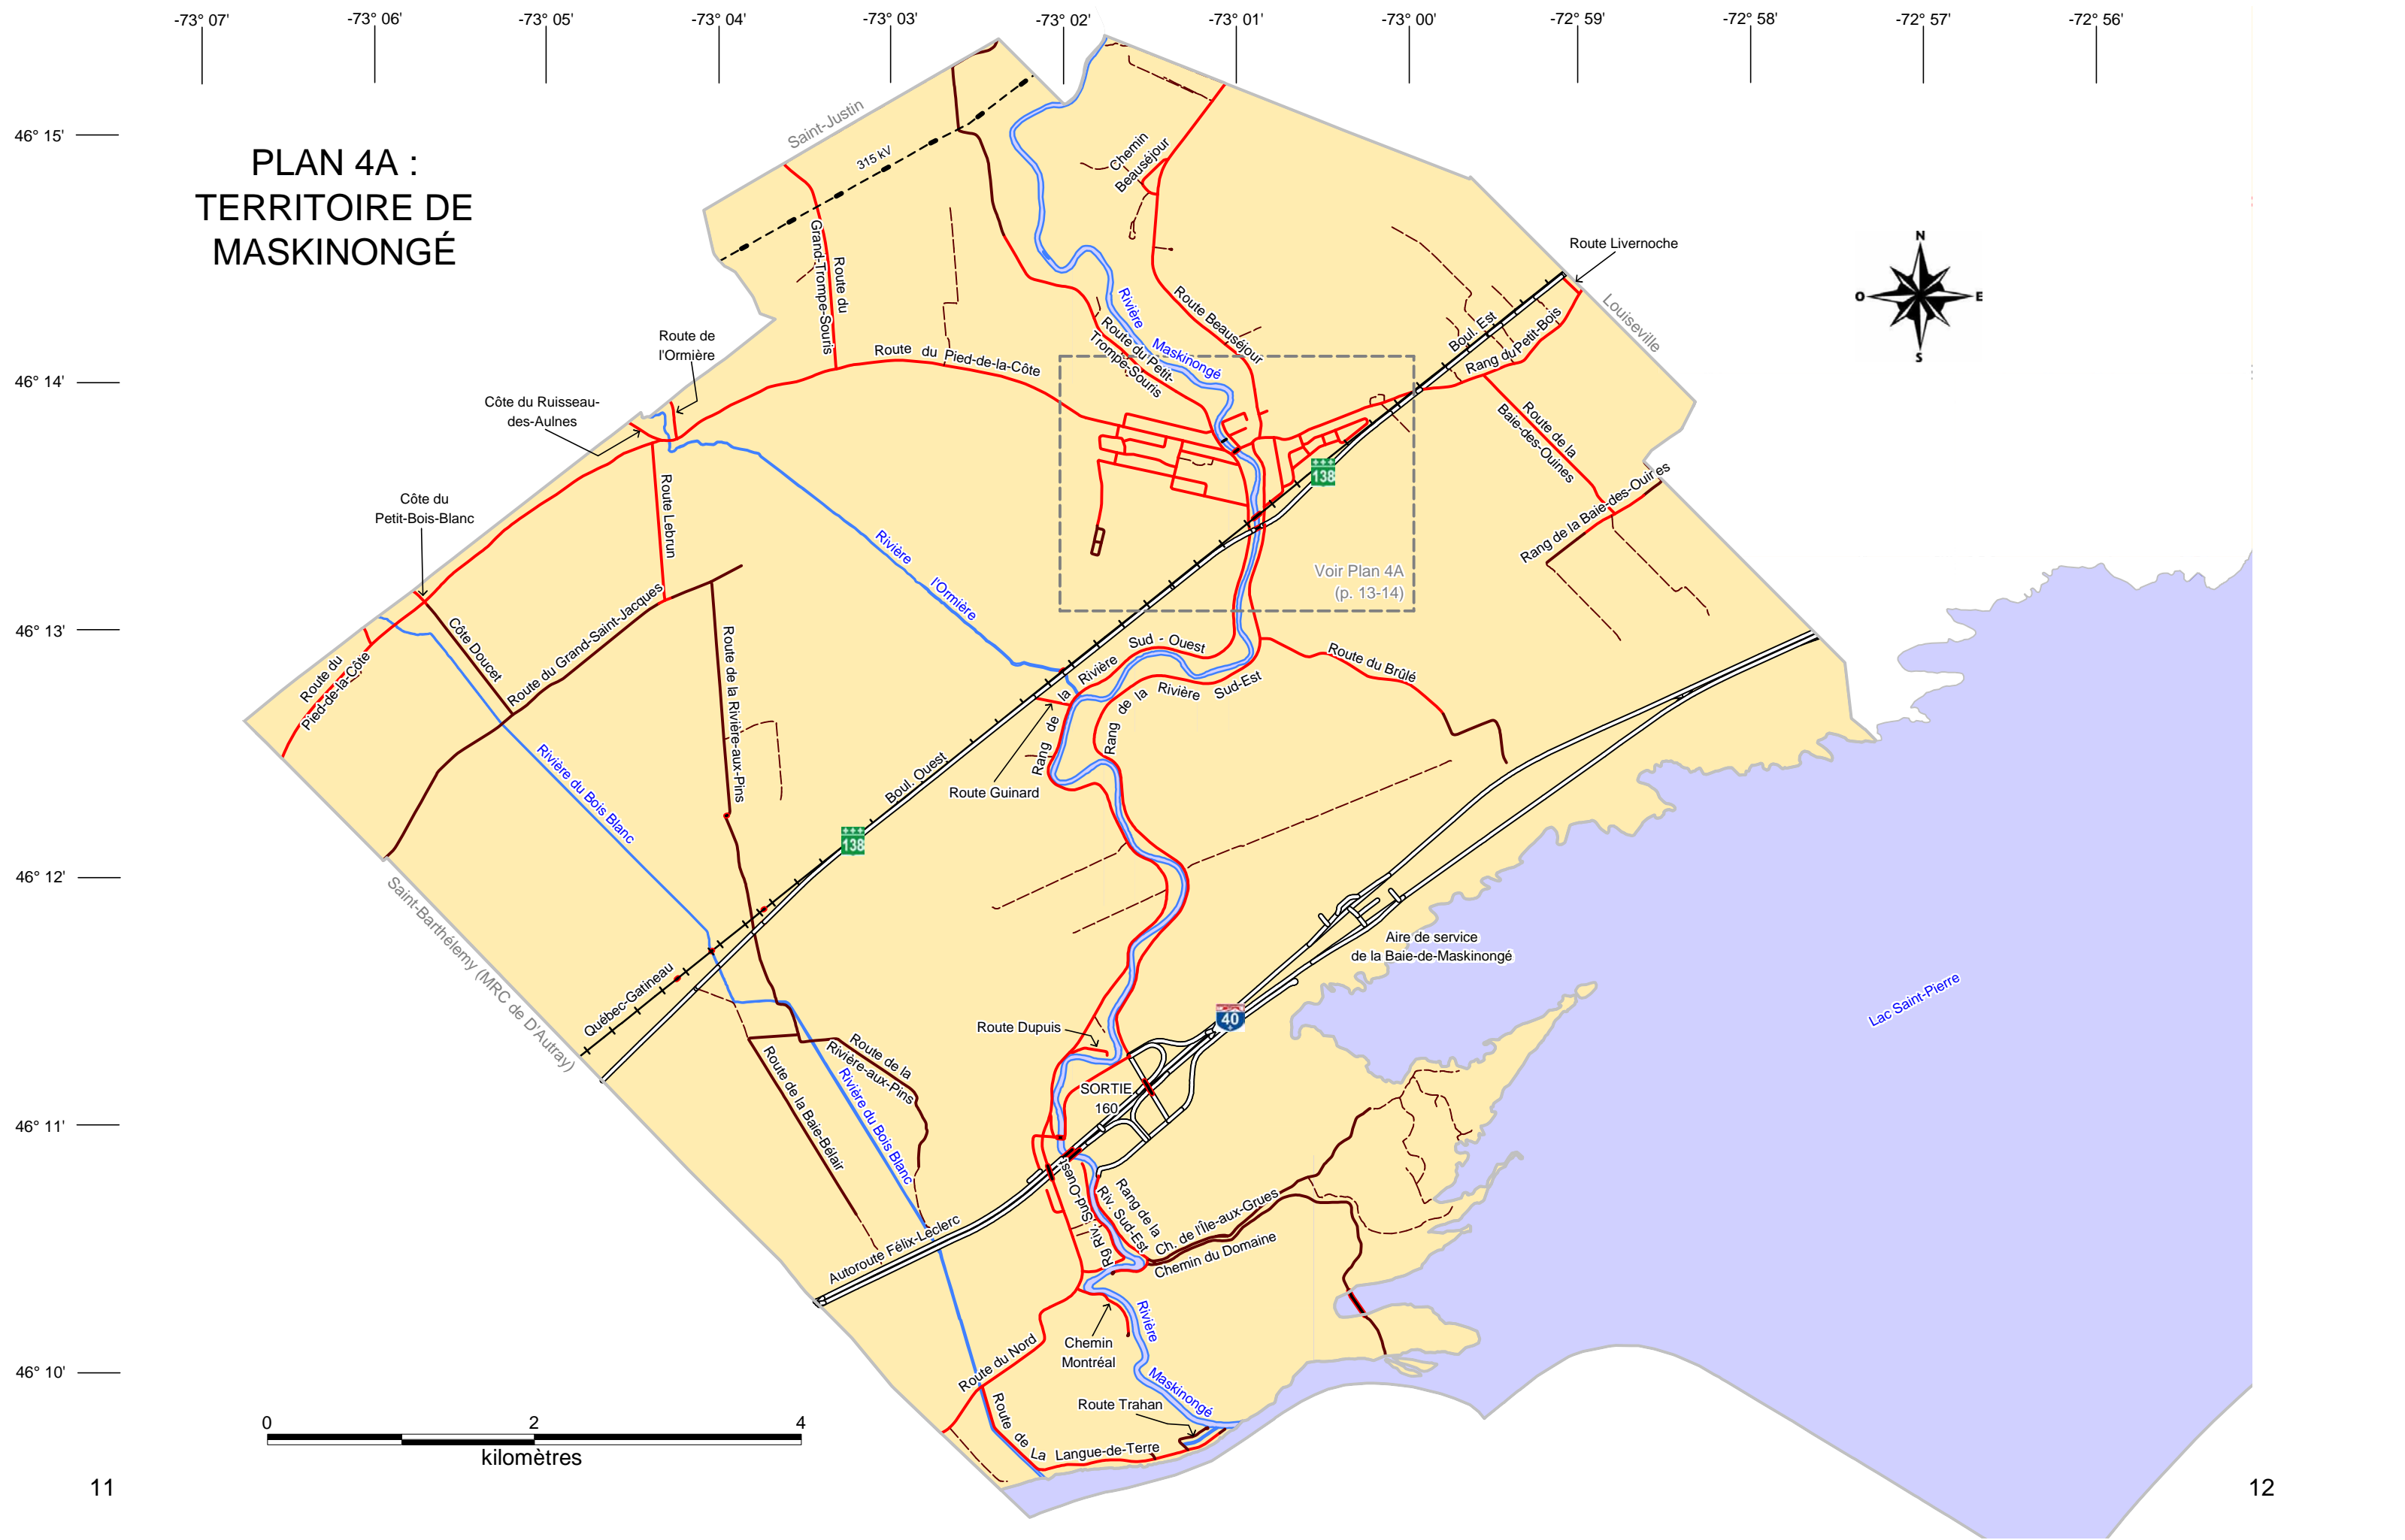 -73° 07'
-73° 06'
-73° 05'
-73° 04'
-73° 03'
-73° 02'
-73° 01'
-73° 00'
-72° 59'
-72° 58'
-72° 57'
-72° 56'
46° 15'
46° 14'
46° 13'
46° 12'
46° 11'
46° 10'
PLAN 4A :
TERRITOIRE DE
MASKINONGÉ
Saint-Justin
315 kV
Chemin
Beauséjour
Route du
Grand-Trompe-Souris
Rivière
Maskinongé
Route Beauséjour
Route du Petit-
Trompe-Souris
Route Livernoche
Louiseville
N
O
E
S
Boul. Est
Rang du Petit-Bois
Route de
l'Ormière
Route du Pied-de-la-Côte
Côte du Ruisseau-
des-Aulnes
Route de la
Baie-des-Ouines
138
Rang de la Baie-des-Ouines
Côte du
Petit-Bois-Blanc
Route Lebrun
Rivière
l'Ormière
Voir Plan 4A
(p. 13-14)
Côte Doucet
Route du Grand-Saint-Jacques
Route du
Pied-de-la-Côte
Route de la Rivière-aux-Pins
Rang de la Rivière Sud - Ouest
Rang de la Rivière Sud-Est
Route du Brûlé
Rivière du Bois Blanc
Boul. Ouest
Route Guinard
138
Saint-Barthélemy (MRC de D'Autray)
Québec-Gatineau
Aire de service
de la Baie-de-Maskinongé
Lac Saint-Pierre
40
Route Dupuis
SORTIE
160
Route de la
Rivière-aux-Pins
Route de la Baie-Bélair
Rivière du Bois Blanc
Autoroute Félix-Leclerc
Rg Riv. Sud-Ouest
Rang de la
Riv. Sud-Est
Ch. de l'Île-aux-Grues
Chemin du Domaine
Chemin
Montréal
Rivière
Maskinongé
Route du Nord
Route Trahan
Route de La Langue-de-Terre
0
2
4
kilomètres
11
12